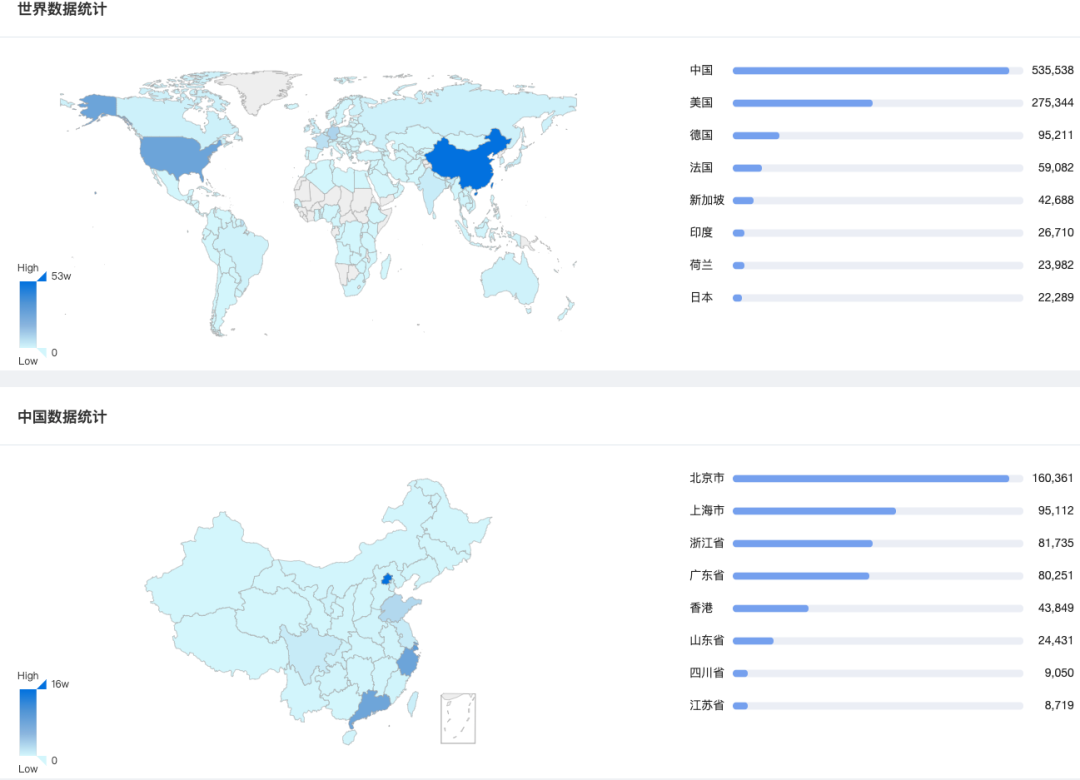 世界数据统计
中国 535,538
美国 275,344
德国 95,211
法国 59,082
新加坡 42,688
印度 26,710
荷兰 23,982
日本 22,289
High
53w
0
Low
中国数据统计
北京市 160,361
上海市 95,112
浙江省 81,735
广东省 80,251
香港 43,849
山东省 24,431
四川省 9,050
江苏省 8,719
High
16w
0
Low